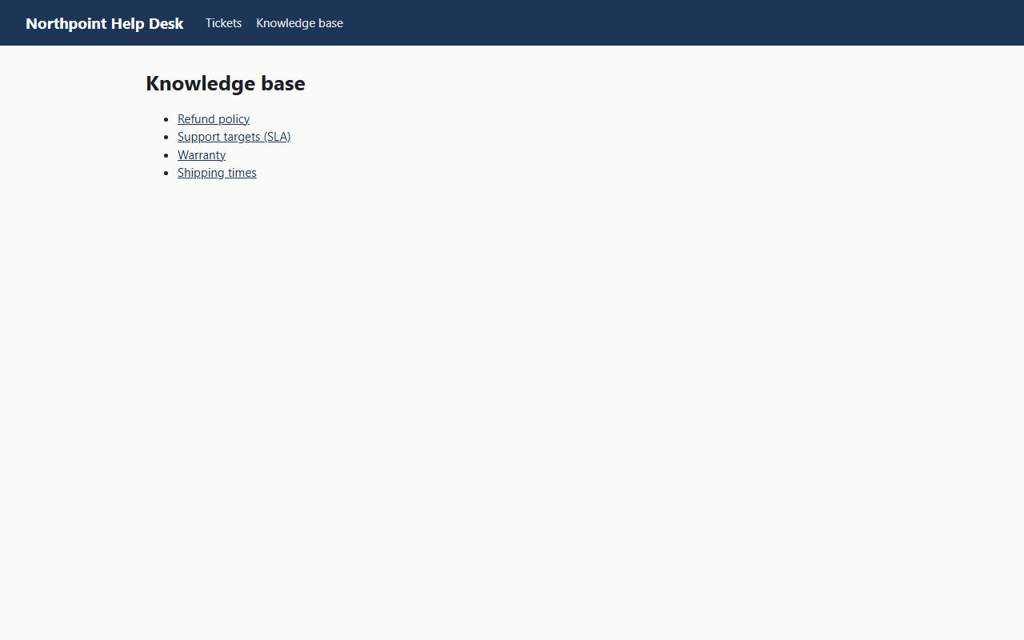 Northpoint Help Desk Tickets Knowledge base
Knowledge base
Refund policy
Support targets (SLA)
Warranty
Shipping times